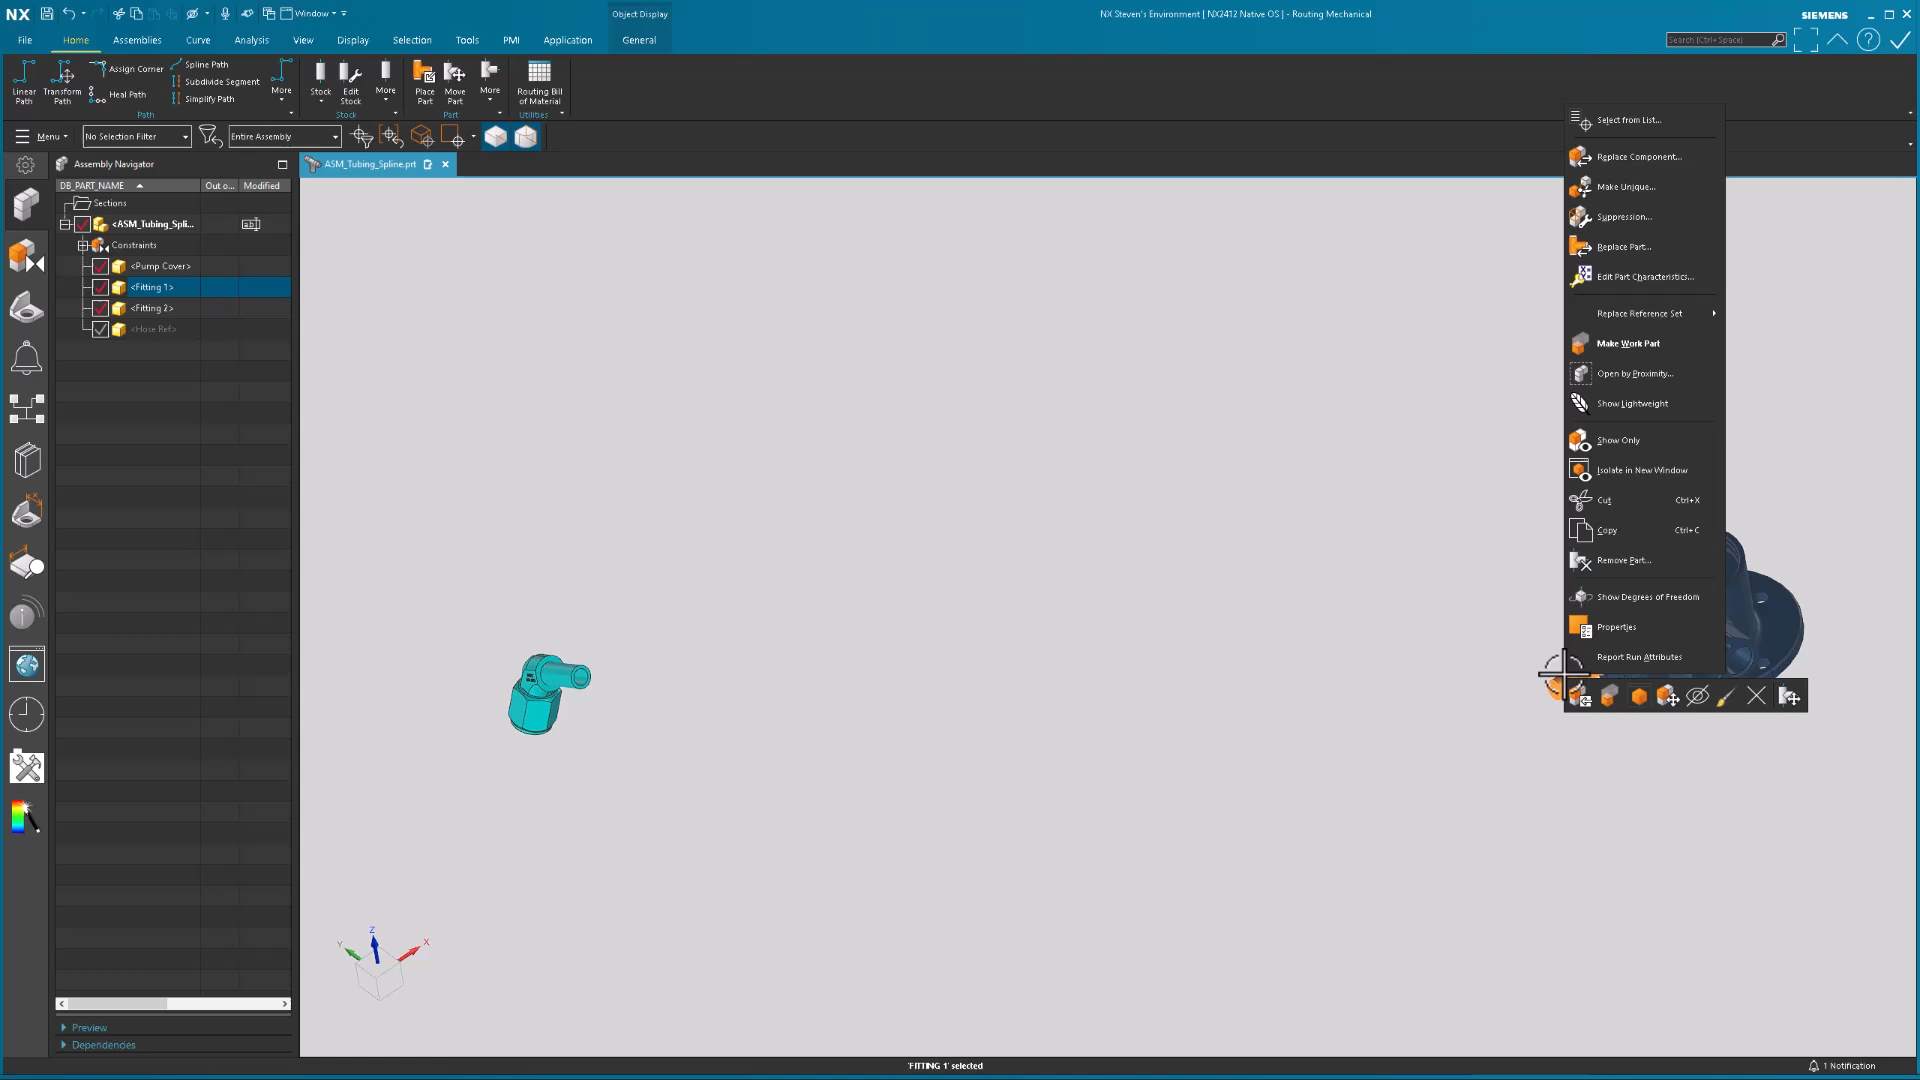 NX
Window
Object Display
NX Steven's Environment [ NX2412 Native OS ] - Routing Mechanical
SIEMENS
File
Home
Assemblies
Curve
Analysis
View
Display
Selection
Tools
PMI
Application
General
Search (Ctrl+Space)
Linear Path
Transform Path
Assign Corner
Heal Path
Spline Path
Subdivide Segment
Simplify Path
More
Path
Stock
Edit Stock
More
Stock
Place Part
Move Part
More
Part
Routing Bill of Material
Utilities
Menu
No Selection Filter
Entire Assembly
Assembly Navigator
ASM_Tubing_Spline.prt
DB_PART_NAME
Out o...
Modified
Sections
<ASM_Tubing_Spli...
Constraints
<Pump Cover>
<Fitting 1>
<Fitting 2>
<Hose Ref>
Select from List...
Replace Component...
Make Unique...
Suppression...
Replace Part...
Edit Part Characteristics...
Replace Reference Set
Make Work Part
Open by Proximity...
Show Lightweight
Show Only
Isolate in New Window
Cut Ctrl+X
Copy Ctrl+C
Remove Part...
Show Degrees of Freedom
Properties
Report Run Attributes
Z
Y
X
Preview
Dependencies
'FITTING 1' selected
1 Notification